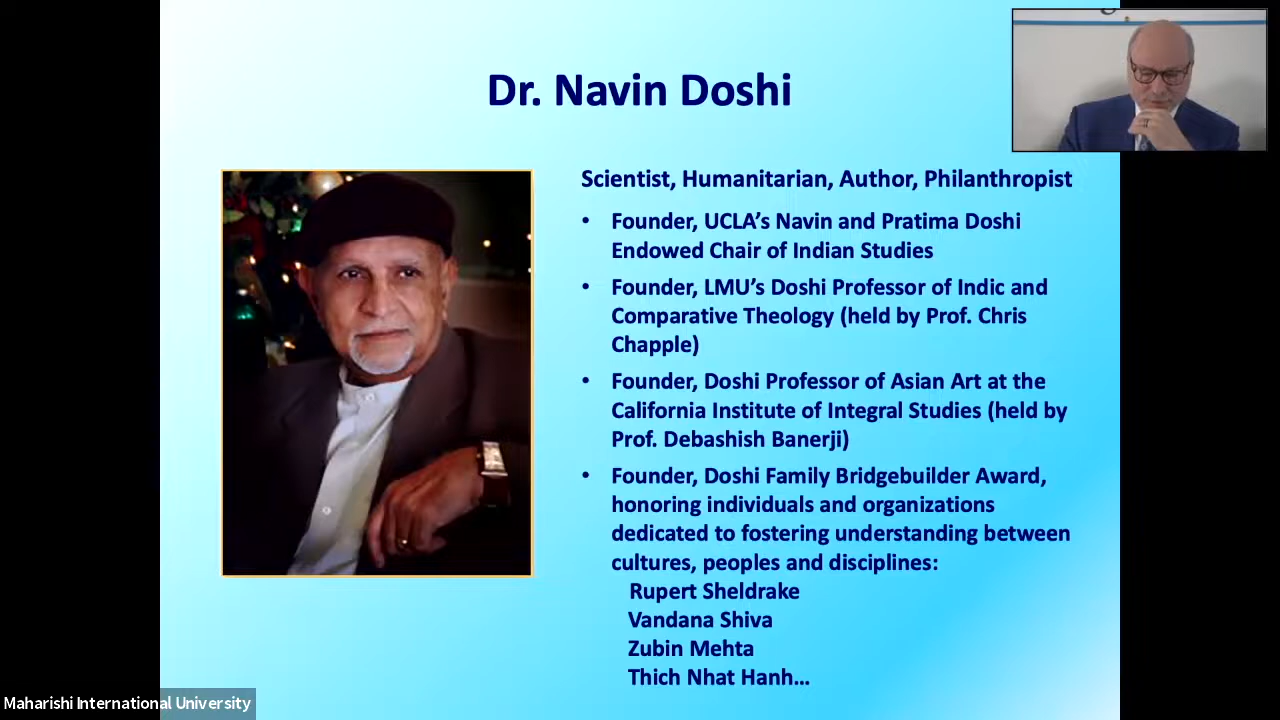 Dr. Navin Doshi
Scientist, Humanitarian, Author, Philanthropist
• Founder, UCLA’s Navin and Pratima Doshi
Endowed Chair of Indian Studies
• Founder, LMU’s Doshi Professor of Indic and
Comparative Theology (held by Prof. Chris
Chapple)
• Founder, Doshi Professor of Asian Art at the
California Institute of Integral Studies (held by
Prof. Debashish Banerji)
• Founder, Doshi Family Bridgebuilder Award,
honoring individuals and organizations
dedicated to fostering understanding between
cultures, peoples and disciplines:
Rupert Sheldrake
Vandana Shiva
Zubin Mehta
Thich Nhat Hanh...
Maharishi International University